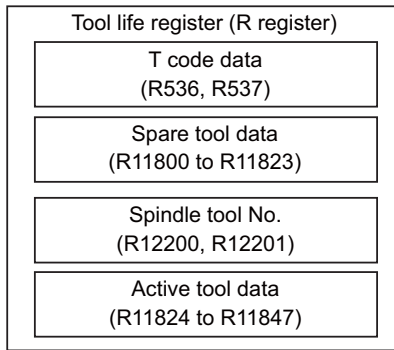 Tool life register (R register)
T code data
(R536, R537)
Spare tool data
(R11800 to R11823)
Spindle tool No.
(R12200, R12201)
Active tool data
(R11824 to R11847)